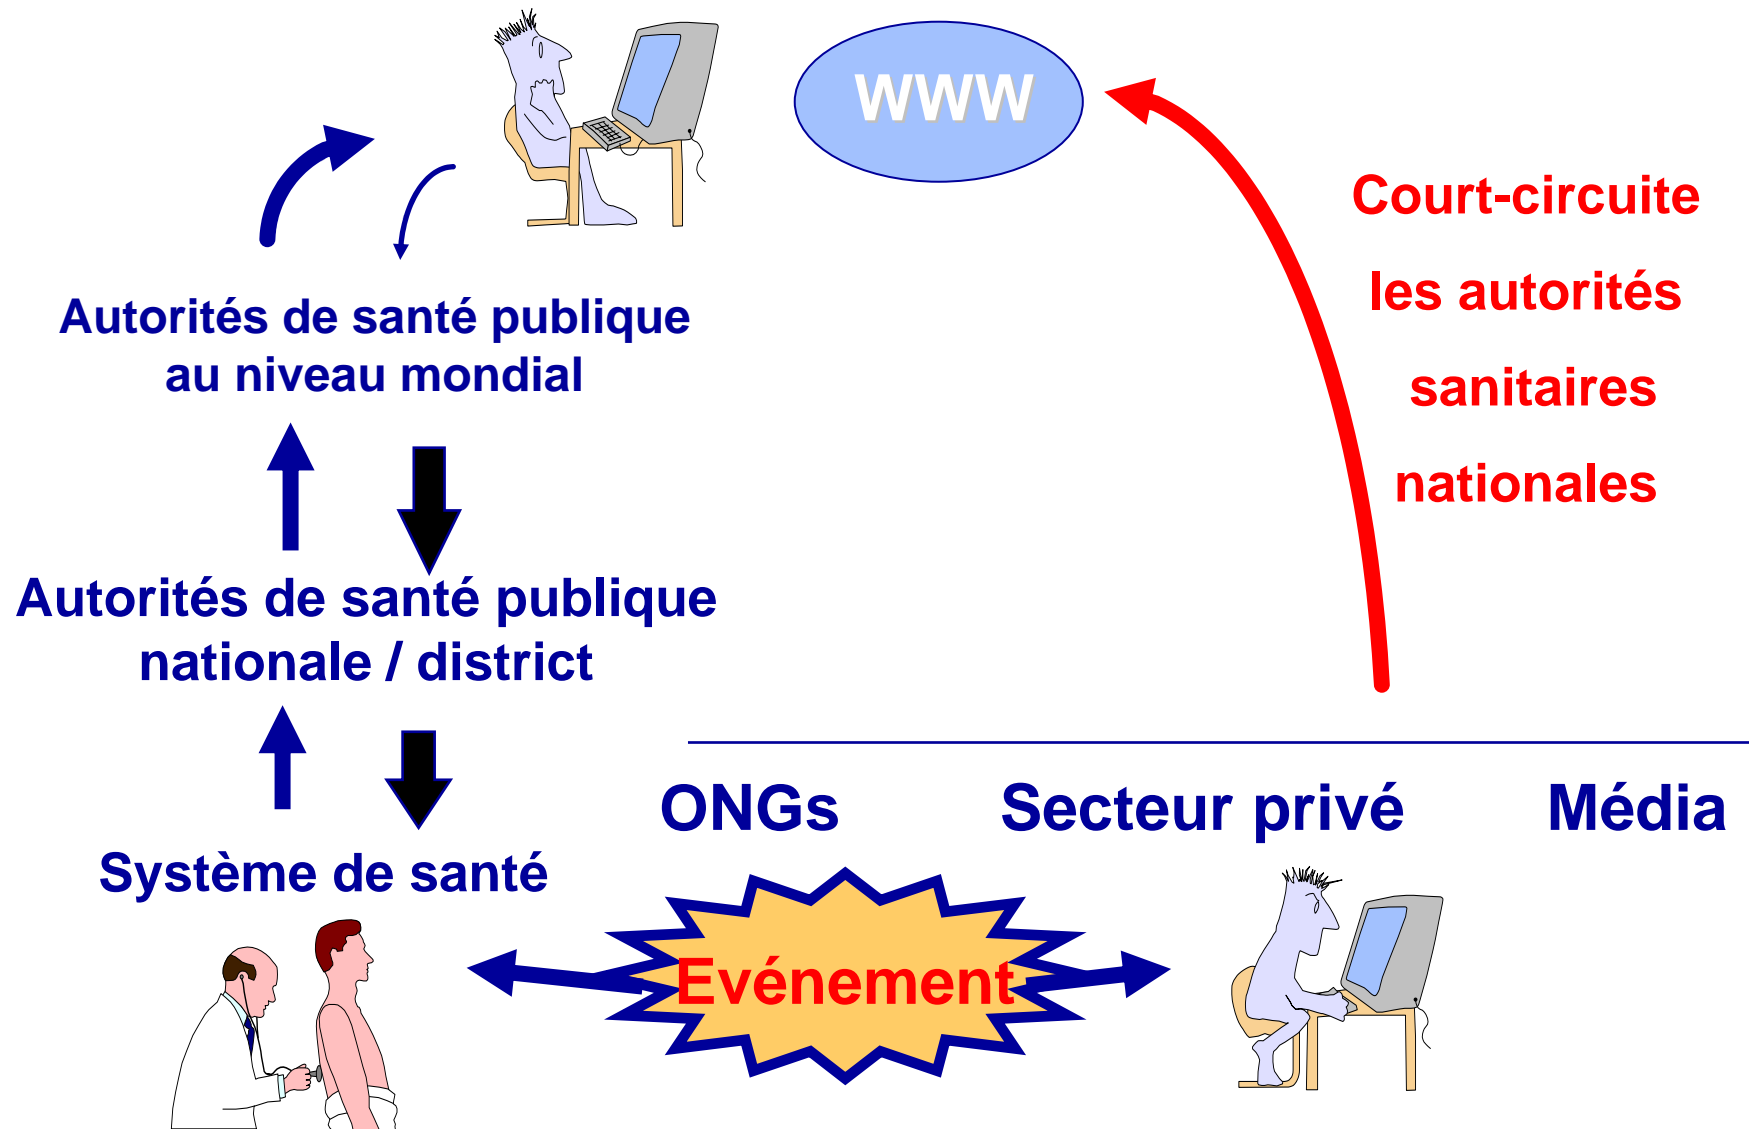 WWW
Court-circuite
les autorités
sanitaires
nationales
Autorités de santé publique
au niveau mondial
Autorités de santé publique
nationale / district
ONGs Secteur privé Média
Système de santé
Evénement